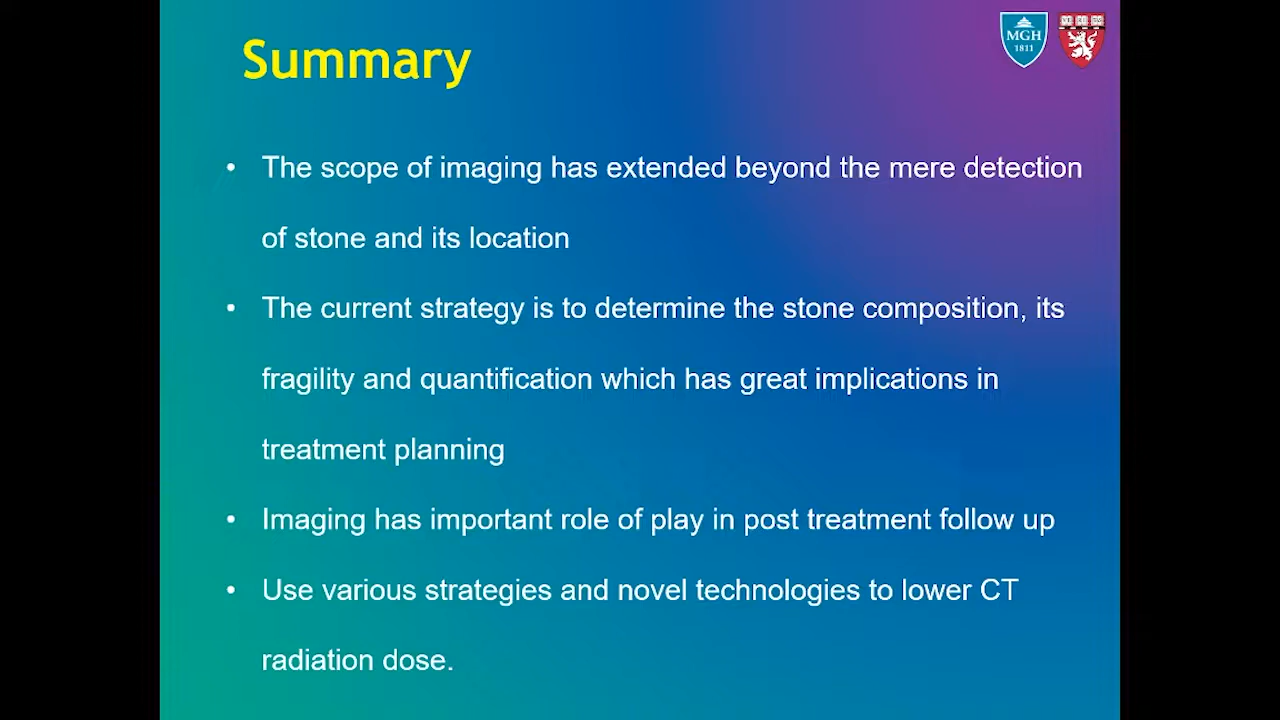 Summary
MGH
1811
• The scope of imaging has extended beyond the mere detection
of stone and its location
• The current strategy is to determine the stone composition, its
fragility and quantification which has great implications in
treatment planning
• Imaging has important role of play in post treatment follow up
• Use various strategies and novel technologies to lower CT
radiation dose.